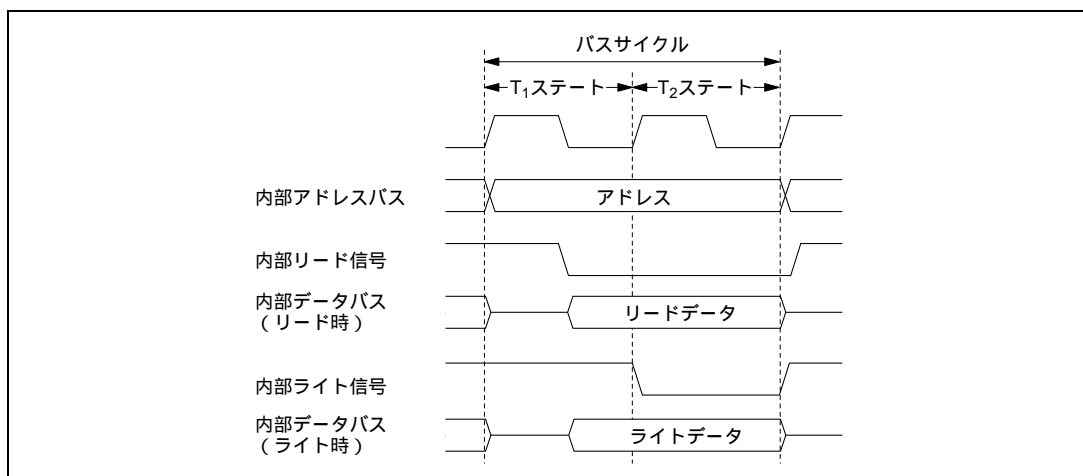 バスサイクル
T₁ステート
T₂ステート
内部アドレスバス
アドレス
内部リード信号
内部データバス
(リード時)
リードデータ
内部ライト信号
内部データバス
(ライト時)
ライトデータ